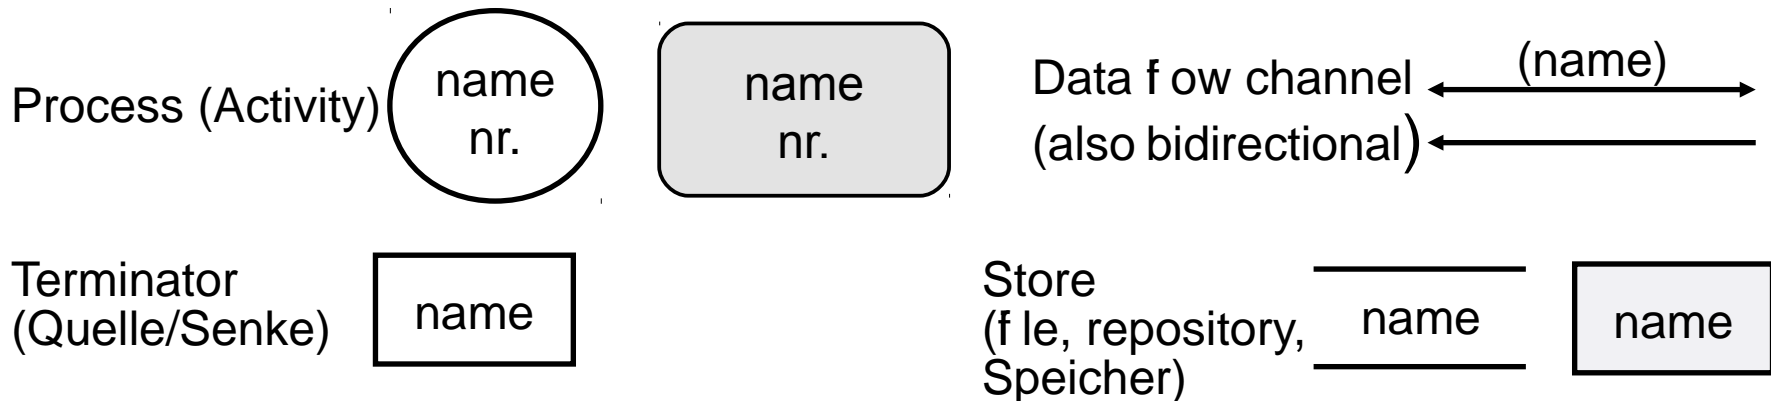 Process (Activity)
name
nr.
name
nr.
Data f ow channel
(also bidirectional)
(name)
Terminator
(Quelle/Senke)
name
Store
(f le, repository,
Speicher)
name
name